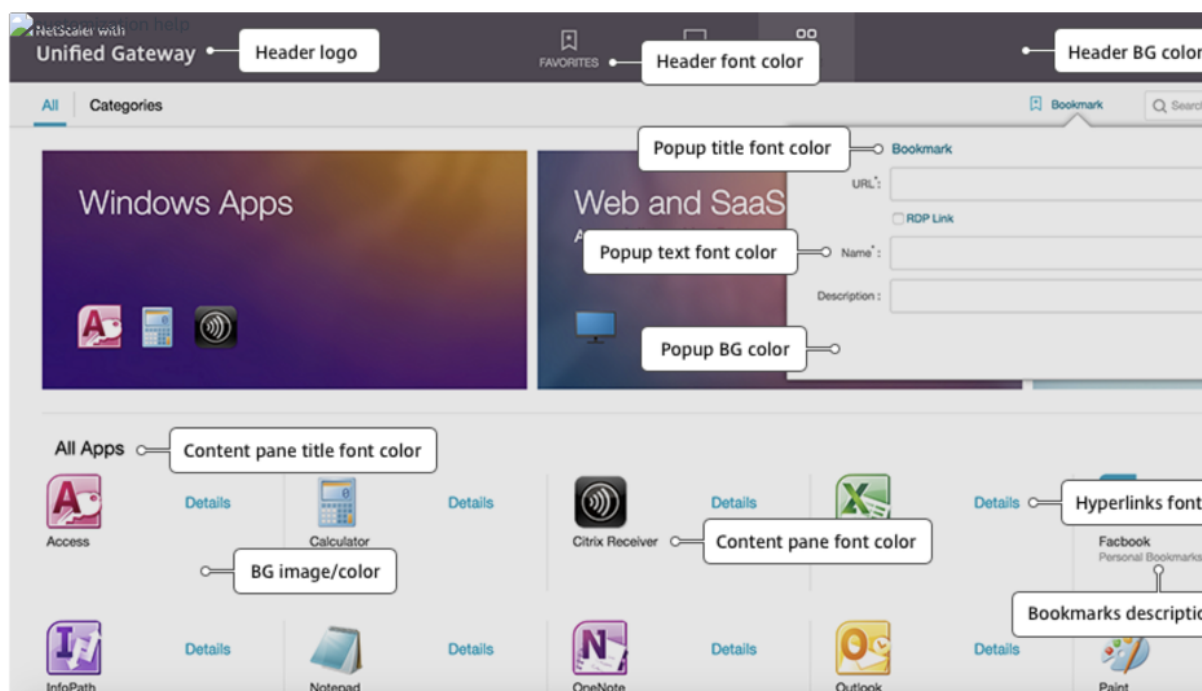 customization help
NetScaler with
Unified Gateway
Header logo
FAVORITES
Header font color
Header BG color
All
Categories
Bookmark
Search
Popup title font color
Bookmark
URL*:
RDP Link
Windows Apps
Web and SaaS
Popup text font color
Name*:
Description :
Popup BG color
All Apps
Content pane title font color
Details
Details
Details
Details
Hyperlinks font
Access
Calculator
Citrix Receiver
Content pane font color
Facbook
Personal Bookmarks
BG image/color
Bookmarks descriptio
Details
Details
Details
Details
InfoPath
Notepad
OneNote
Outlook
Paint